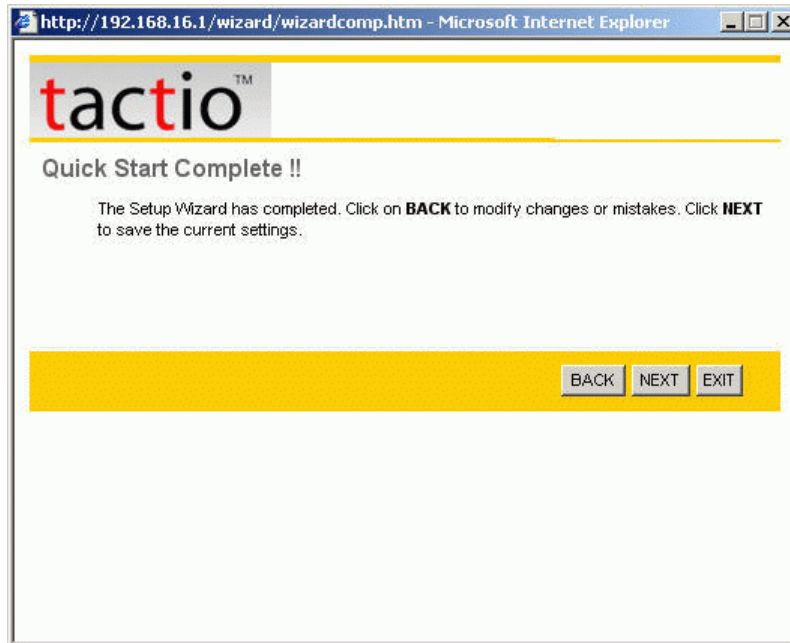 http://192.168.16.1/wizard/wizardcomp.htm - Microsoft Internet Explorer
tactio™
Quick Start Complete !!
The Setup Wizard has completed. Click on BACK to modify changes or mistakes. Click NEXT
to save the current settings.
BACK NEXT EXIT